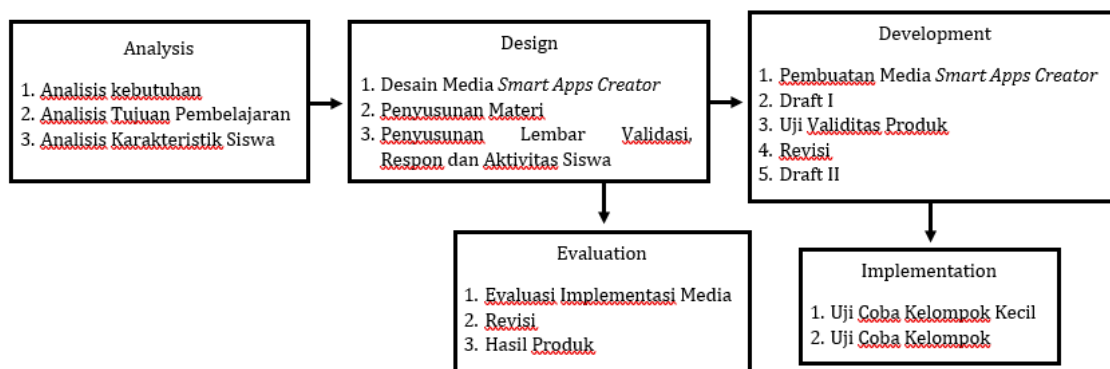 Analysis
1. Analisis kebutuhan
2. Analisis Tujuan Pembelajaran
3. Analisis Karakteristik Siswa
Design
1. Desain Media Smart Apps Creator
2. Penyusunan Materi
3. Penyusunan Lembar Validasi,
Respon dan Aktivitas Siswa
Development
1. Pembuatan Media Smart Apps Creator
2. Draft I
3. Uji Validitas Produk
4. Revisi
5. Draft II
Evaluation
1. Evaluasi Implementasi Media
2. Revisi
3. Hasil Produk
Implementation
1. Uji Coba Kelompok Kecil
2. Uji Coba Kelompok